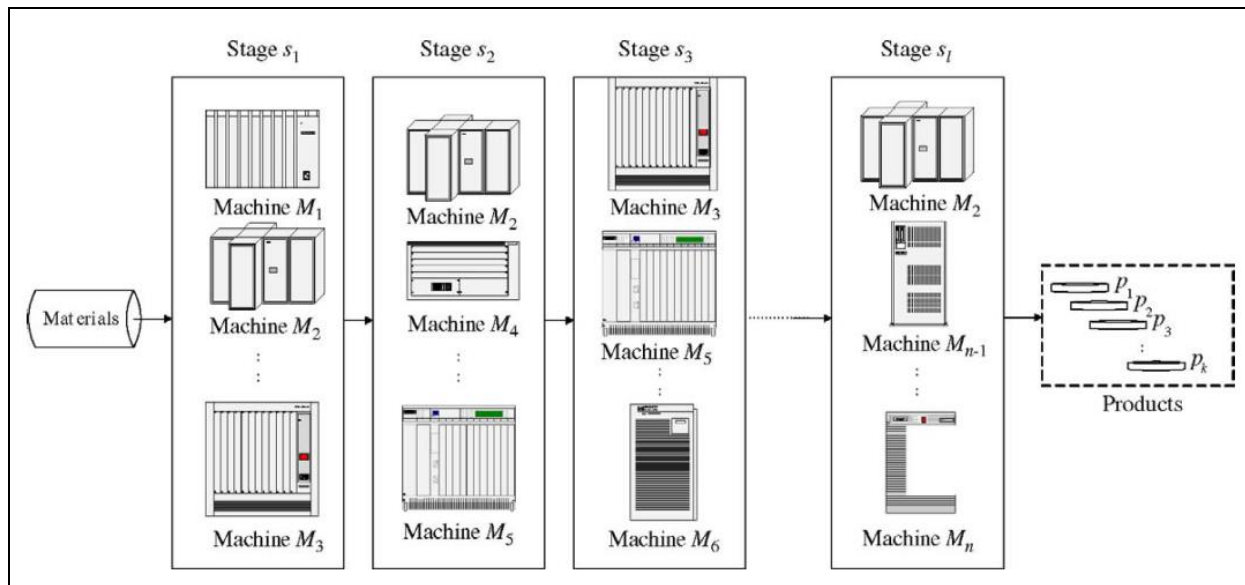 Stage s₁
Stage s₂
Stage s₃
Stage s_l
Machine M₁
Machine M₂
Machine M₃
Machine M₂
Machine M₄
Machine M₅
Machine M₃
Machine M₅
Machine M₆
Machine M₂
Machine Mₙ₋₁
Machine Mₙ
Materials
p₁
p₂
p₃
pₖ
Products